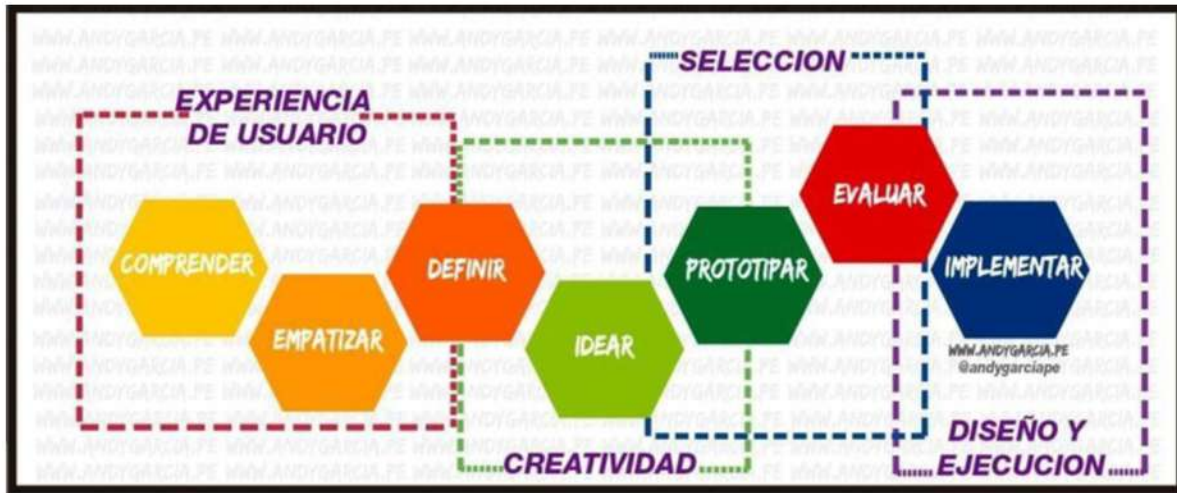 EXPERIENCIA
DE USUARIO
SELECCION
COMPRENDER
EMPATIZAR
DEFINIR
IDEAR
PROTOTIPAR
EVALUAR
IMPLEMENTAR
WWW.ANDYGARCIA.PE
@andygarciape
CREATIVIDAD
DISEÑO Y
EJECUCION